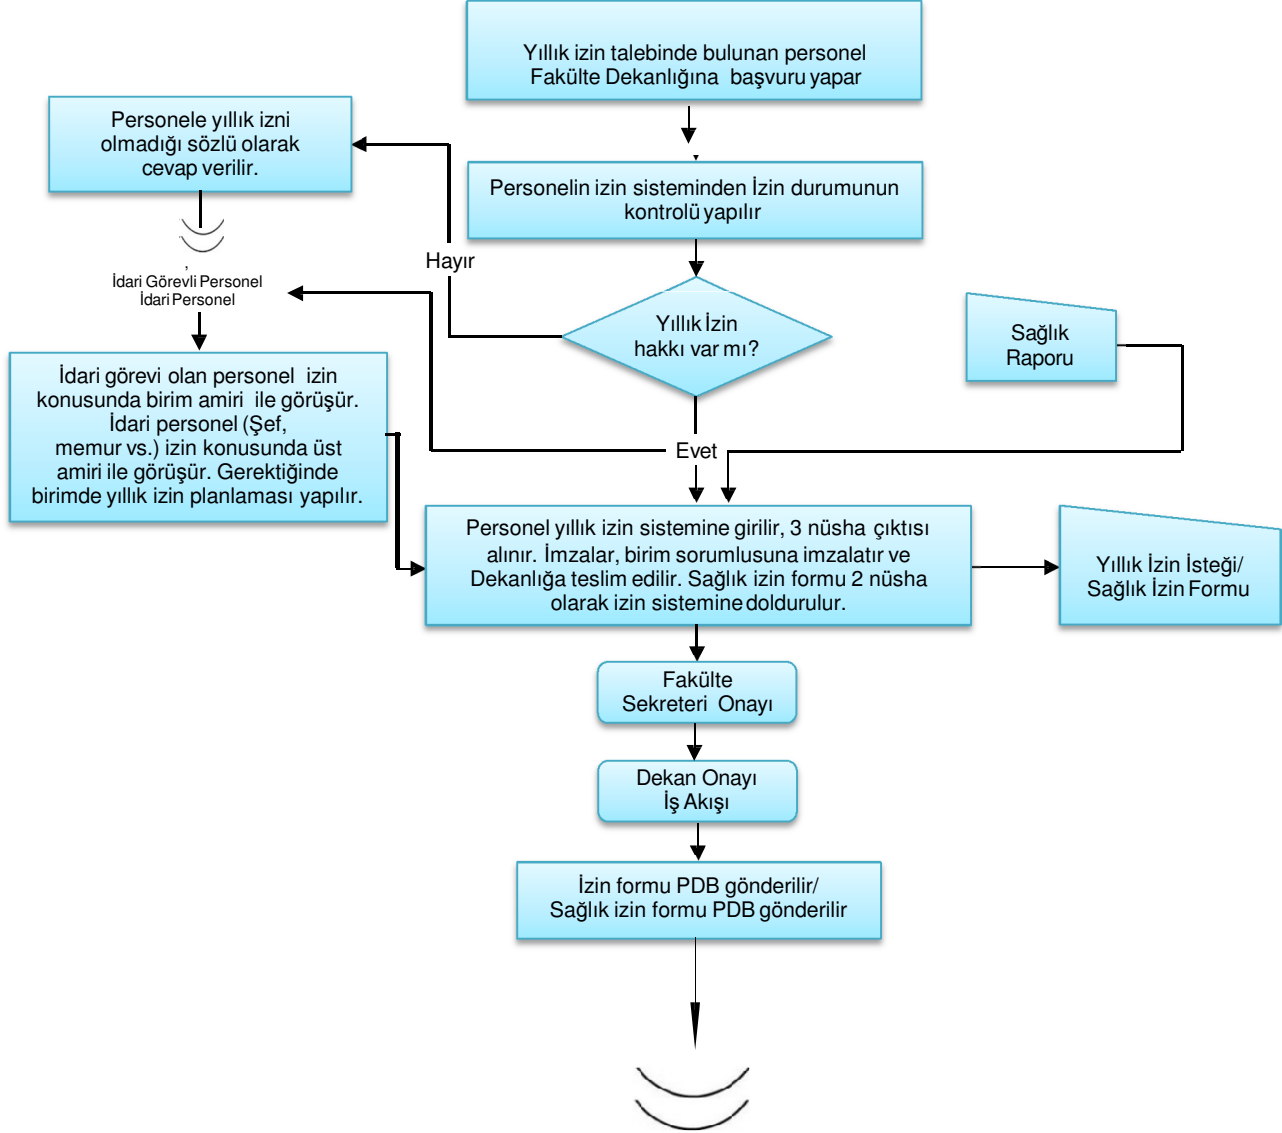 Yıllık izin talebinde bulunan personel
Fakülte Dekanlığına başvuru yapar
Personele yıllık izni
olmadığı sözlü olarak
cevap verilir.
Personelin izin sisteminden İzin durumunun
kontrolü yapılır
Hayır
,
İdari Görevli Personel
İdari Personel
Yıllık İzin
hakkı var mı?
Sağlık
Raporu
İdari görevi olan personel izin
konusunda birim amiri ile görüşür.
İdari personel (Şef,
memur vs.) izin konusunda üst
amiri ile görüşür. Gerektiğinde
birimde yıllık izin planlaması yapılır.
Evet
Personel yıllık izin sistemine girilir, 3 nüsha çıktısı
alınır. İmzalar, birim sorumlusuna imzalatır ve
Dekanlığa teslim edilir. Sağlık izin formu 2 nüsha
olarak izin sistemine doldurulur.
Yıllık İzin İsteği/
Sağlık İzin Formu
Fakülte
Sekreteri Onayı
Dekan Onayı
İş Akışı
İzin formu PDB gönderilir/
Sağlık izin formu PDB gönderilir